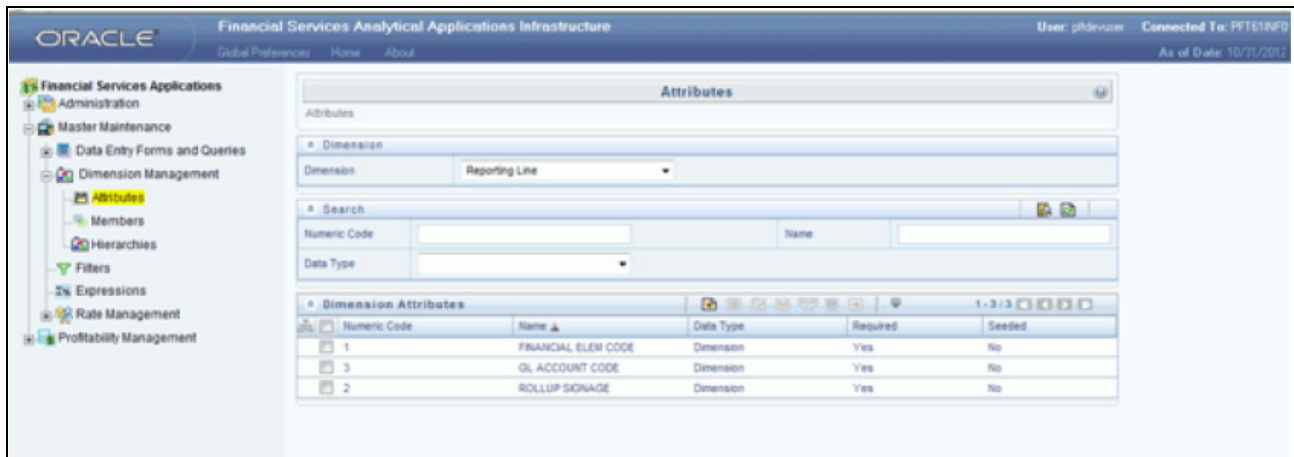 ORACLE
Financial Services Analytical Applications Infrastructure
User: pftdevuser Connected To: PFT61INFO
Global Preferences Home About
As of Date: 10/31/2012
Financial Services Applications
Administration
Master Maintenance
Data Entry Forms and Queries
Dimension Management
Attributes
Members
Hierarchies
Filters
Expressions
Rate Management
Profitability Management
Attributes
Attributes
Dimension
Dimension Reporting Line
Search
Numeric Code Name
Data Type
Dimension Attributes 1-3/3
Numeric Code Name Data Type Required Seeded
1 FINANCIAL ELEM CODE Dimension Yes No
3 GL ACCOUNT CODE Dimension Yes No
2 ROLLUP SIGNAGE Dimension Yes No